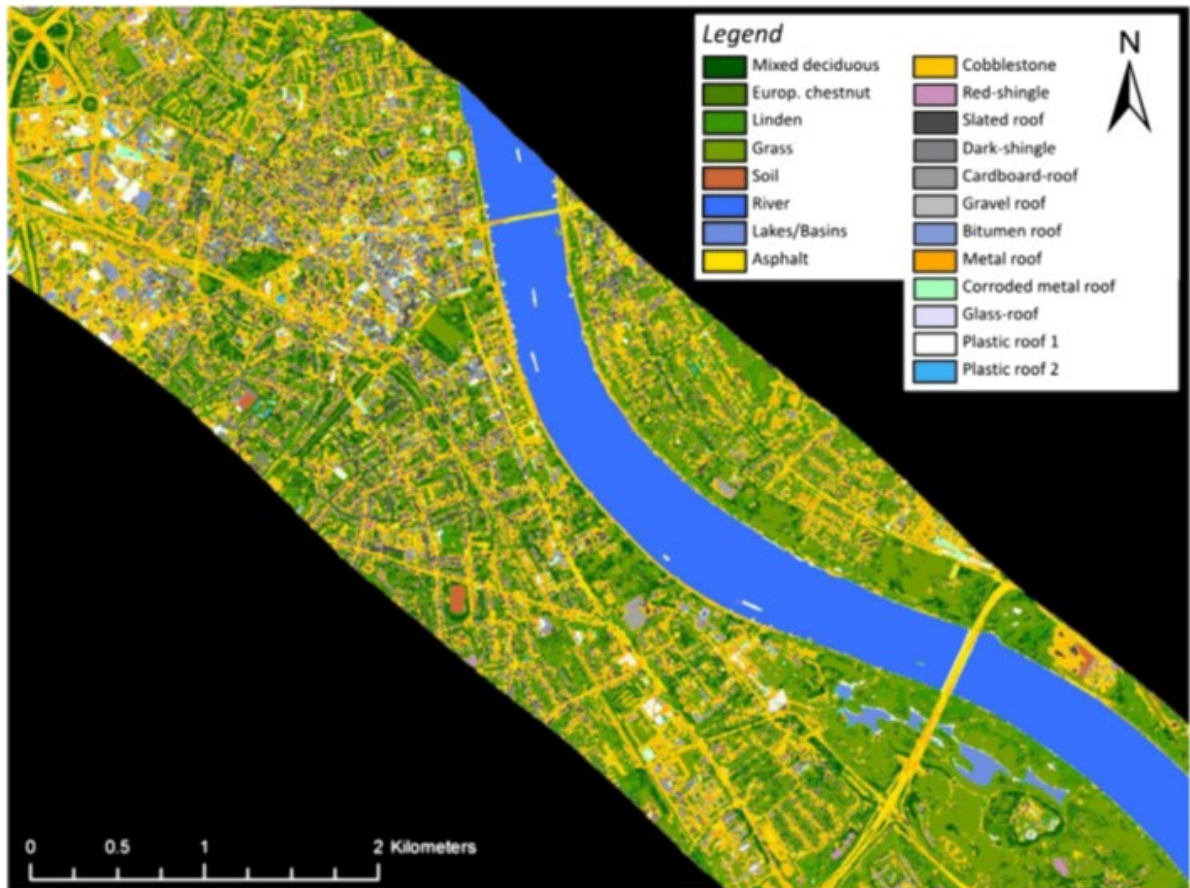 Legend
Mixed deciduous
Europ. chestnut
Linden
Grass
Soil
River
Lakes/Basins
Asphalt
Cobblestone
Red-shingle
Slated roof
Dark-shingle
Cardboard-roof
Gravel roof
Bitumen roof
Metal roof
Corroded metal roof
Glass-roof
Plastic roof 1
Plastic roof 2
N
0 0.5 1 2 Kilometers